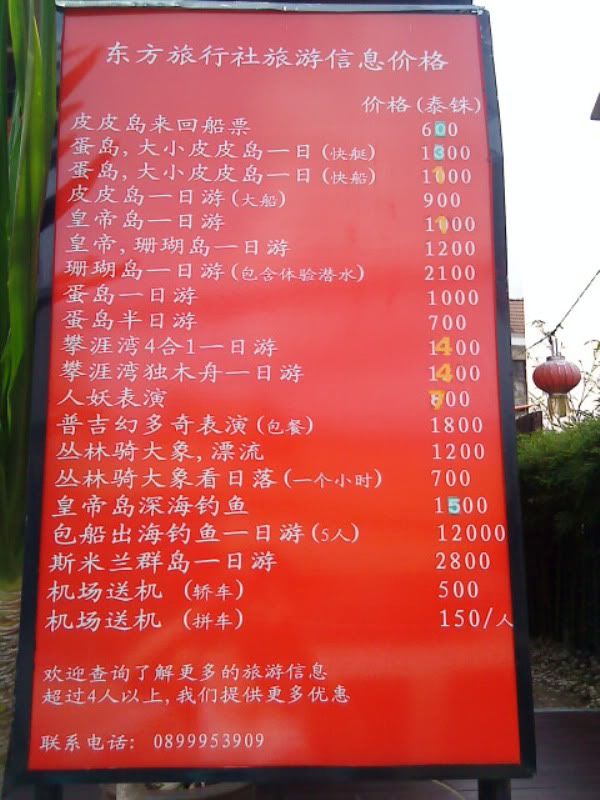 东方旅行社旅游信息价格
价格(泰铢)
皮皮岛来回船票 600
蛋岛,大小皮皮岛一日(快艇) 1300
蛋岛,大小皮皮岛一日(快船) 1100
皮皮岛一日游(大船) 900
皇帝岛一日游 1100
皇帝,珊瑚岛一日游 1200
珊瑚岛一日游(包含体验潜水) 2100
蛋岛一日游 1000
蛋岛半日游 700
攀涯湾4合1一日游 1400
攀涯湾独木舟一日游 1400
人妖表演 700
普吉幻多奇表演(包餐) 1800
丛林骑大象,漂流 1200
丛林骑大象看日落(一个小时) 700
皇帝岛深海钓鱼 1500
包船出海钓鱼一日游(5人) 12000
斯米兰群岛一日游 2800
机场送机 (轿车) 500
机场送机 (拼车) 150/人
欢迎查询了解更多的旅游信息
超过4人以上,我们提供更多优惠
联系电话: 0899953909